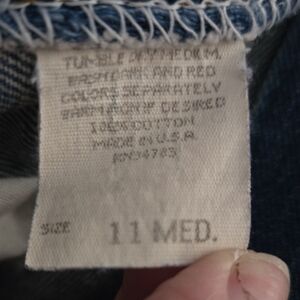 TUMBLE DRY MEDIUM.
WASH DARK AND RED
COLORS SEPARATELY
WARM IRON IF DESIRED
100% COTTON
MADE IN U.S.A.
SIZE 11 MED.